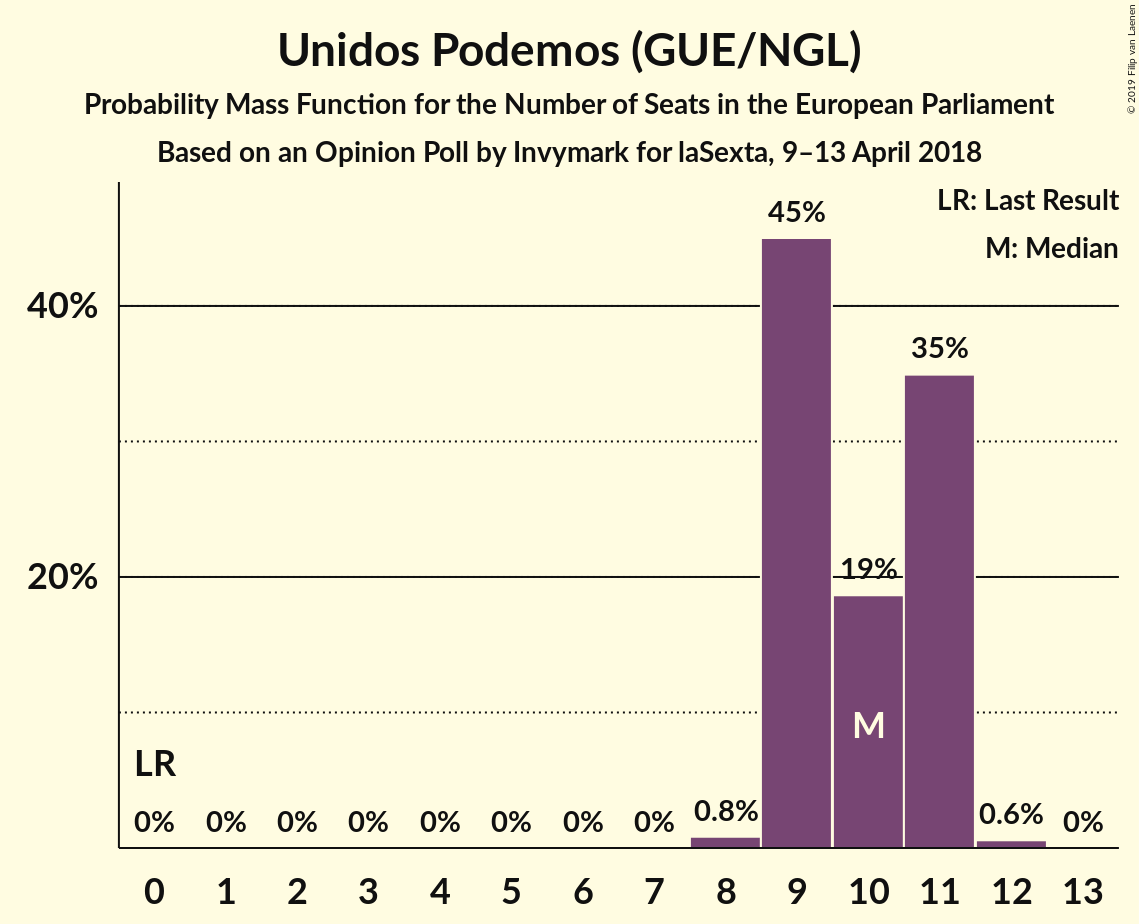 Unidos Podemos (GUE/NGL)
Probability Mass Function for the Number of Seats in the European Parliament
Based on an Opinion Poll by Invymark for laSexta, 9–13 April 2018
© 2019 Filip van Laenen
LR: Last Result
M: Median
45%
40%
35%
20%
19%
M
LR
0% 0% 0% 0% 0% 0% 0% 0% 0.8% 0.6% 0%
0 1 2 3 4 5 6 7 8 9 10 11 12 13